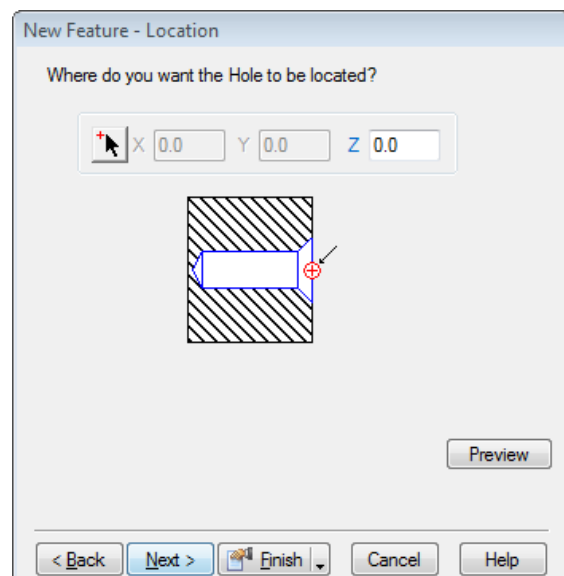 New Feature - Location
Where do you want the Hole to be located?
X 0.0 Y 0.0 Z 0.0
Preview
< Back Next > Finish Cancel Help